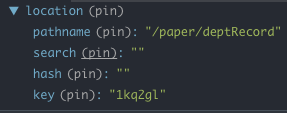 ▼ location (pin)
pathname (pin): "/paper/deptRecord"
search (pin): ""
hash (pin): ""
key (pin): "1kq2gl"